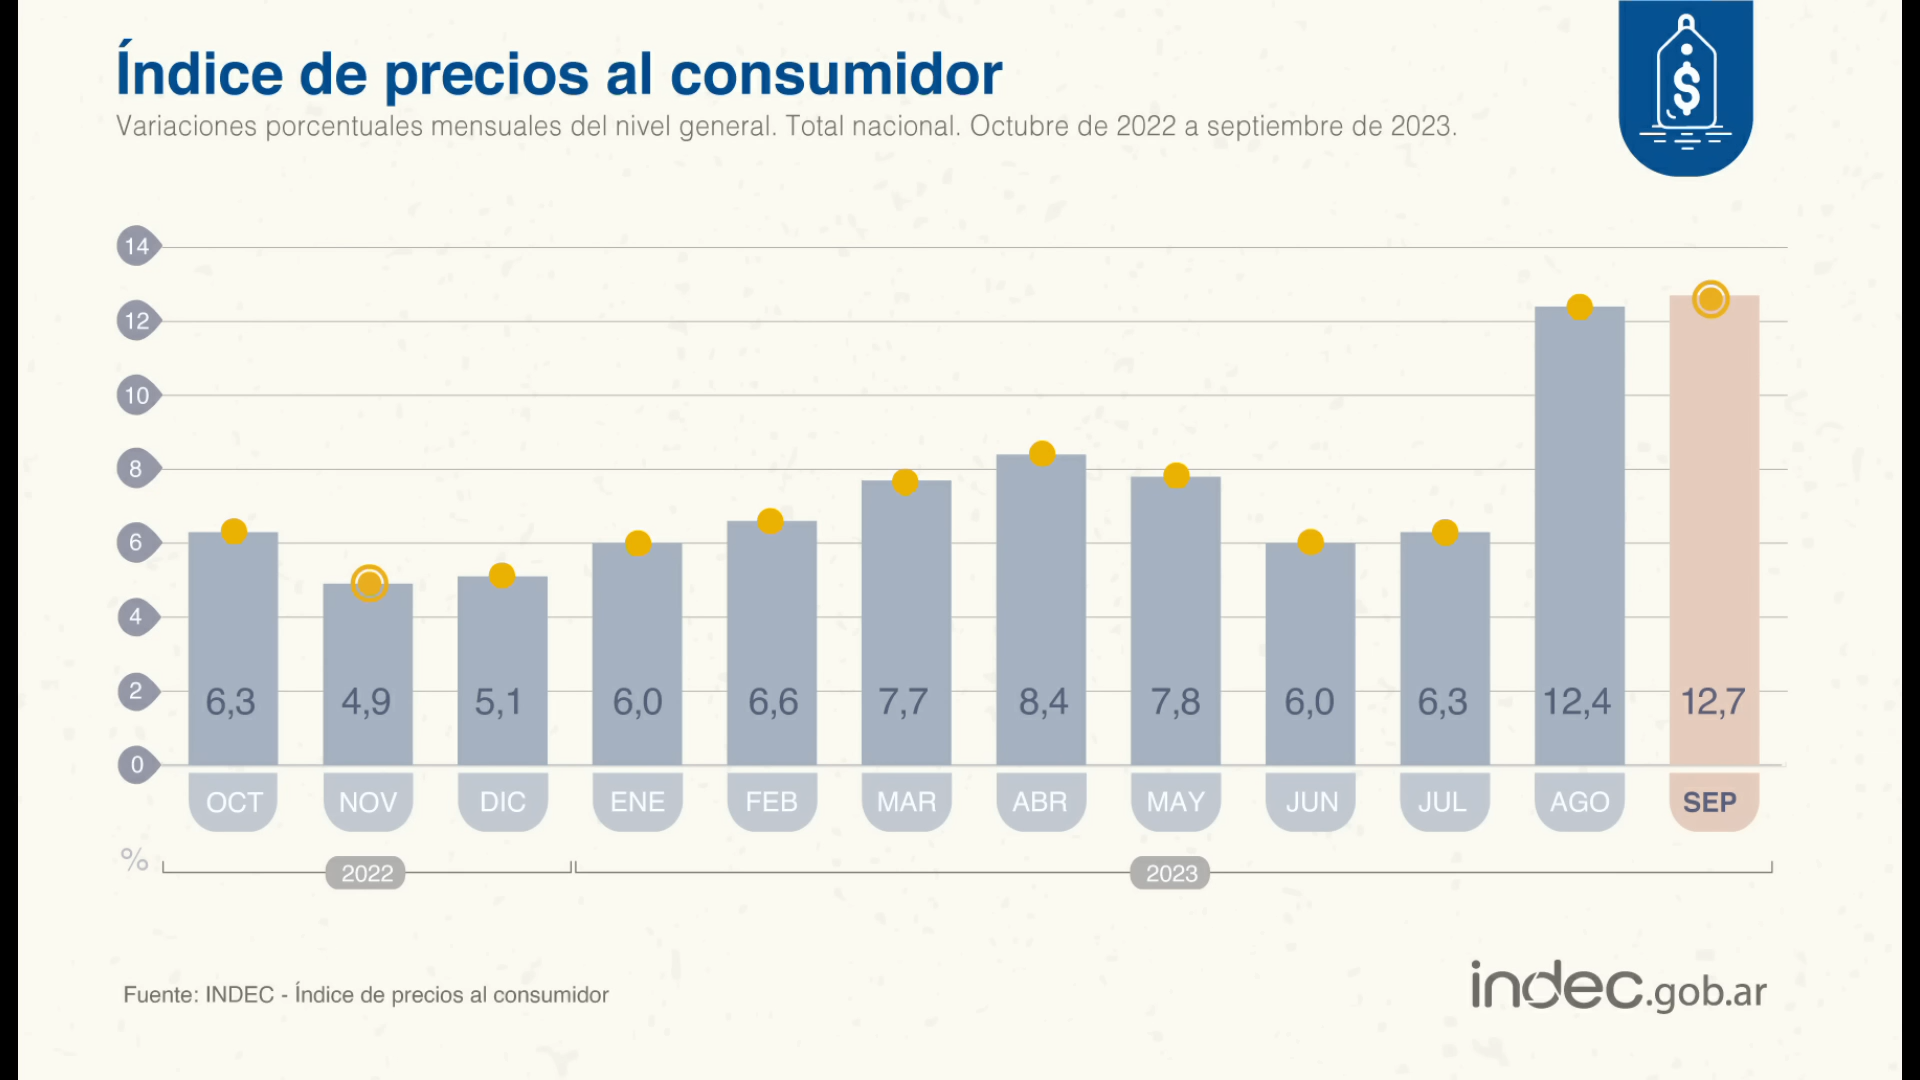 Índice de precios al consumidor
Variaciones porcentuales mensuales del nivel general. Total nacional. Octubre de 2022 a septiembre de 2023.
$
14
12
10
8
6
4
2
0
6,3 4,9 5,1 6,0 6,6 7,7 8,4 7,8 6,0 6,3 12,4 12,7
OCT NOV DIC ENE FEB MAR ABR MAY JUN JUL AGO SEP
%
2022 2023
Fuente: INDEC - Índice de precios al consumidor
indec.gob.ar